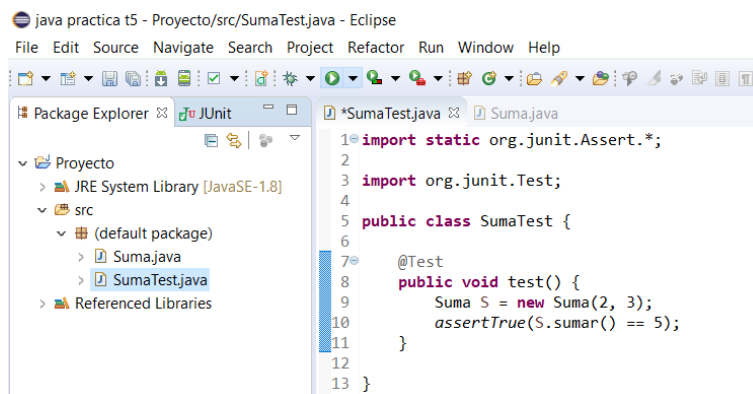 java practica t5 - Proyecto/src/SumaTest.java - Eclipse
File Edit Source Navigate Search Project Refactor Run Window Help
Package Explorer JUnit
*SumaTest.java Suma.java
Proyecto
JRE System Library [JavaSE-1.8]
src
(default package)
Suma.java
SumaTest.java
Referenced Libraries
1 import static org.junit.Assert.*;
2
3 import org.junit.Test;
4
5 public class SumaTest {
6
7     @Test
8     public void test() {
9         Suma S = new Suma(2, 3);
10         assertTrue(S.sumar() == 5);
11     }
12
13 }